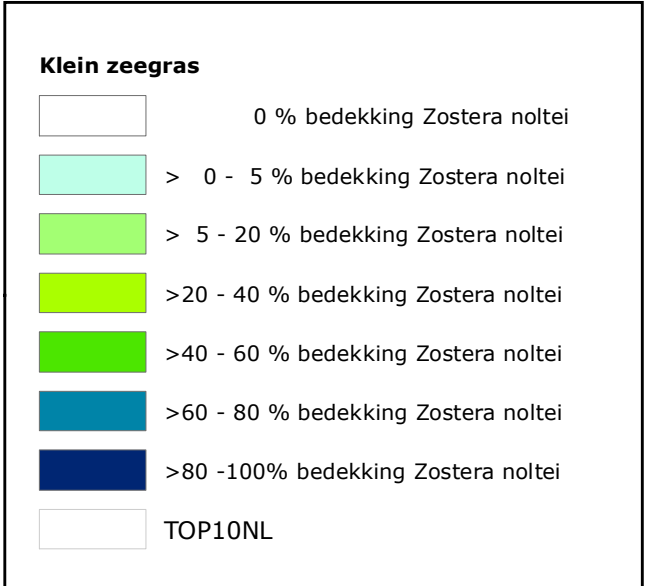 Klein zeegras
0 % bedekking Zostera noltei
> 0 - 5 % bedekking Zostera noltei
> 5 - 20 % bedekking Zostera noltei
>20 - 40 % bedekking Zostera noltei
>40 - 60 % bedekking Zostera noltei
>60 - 80 % bedekking Zostera noltei
>80 -100% bedekking Zostera noltei
TOP10NL